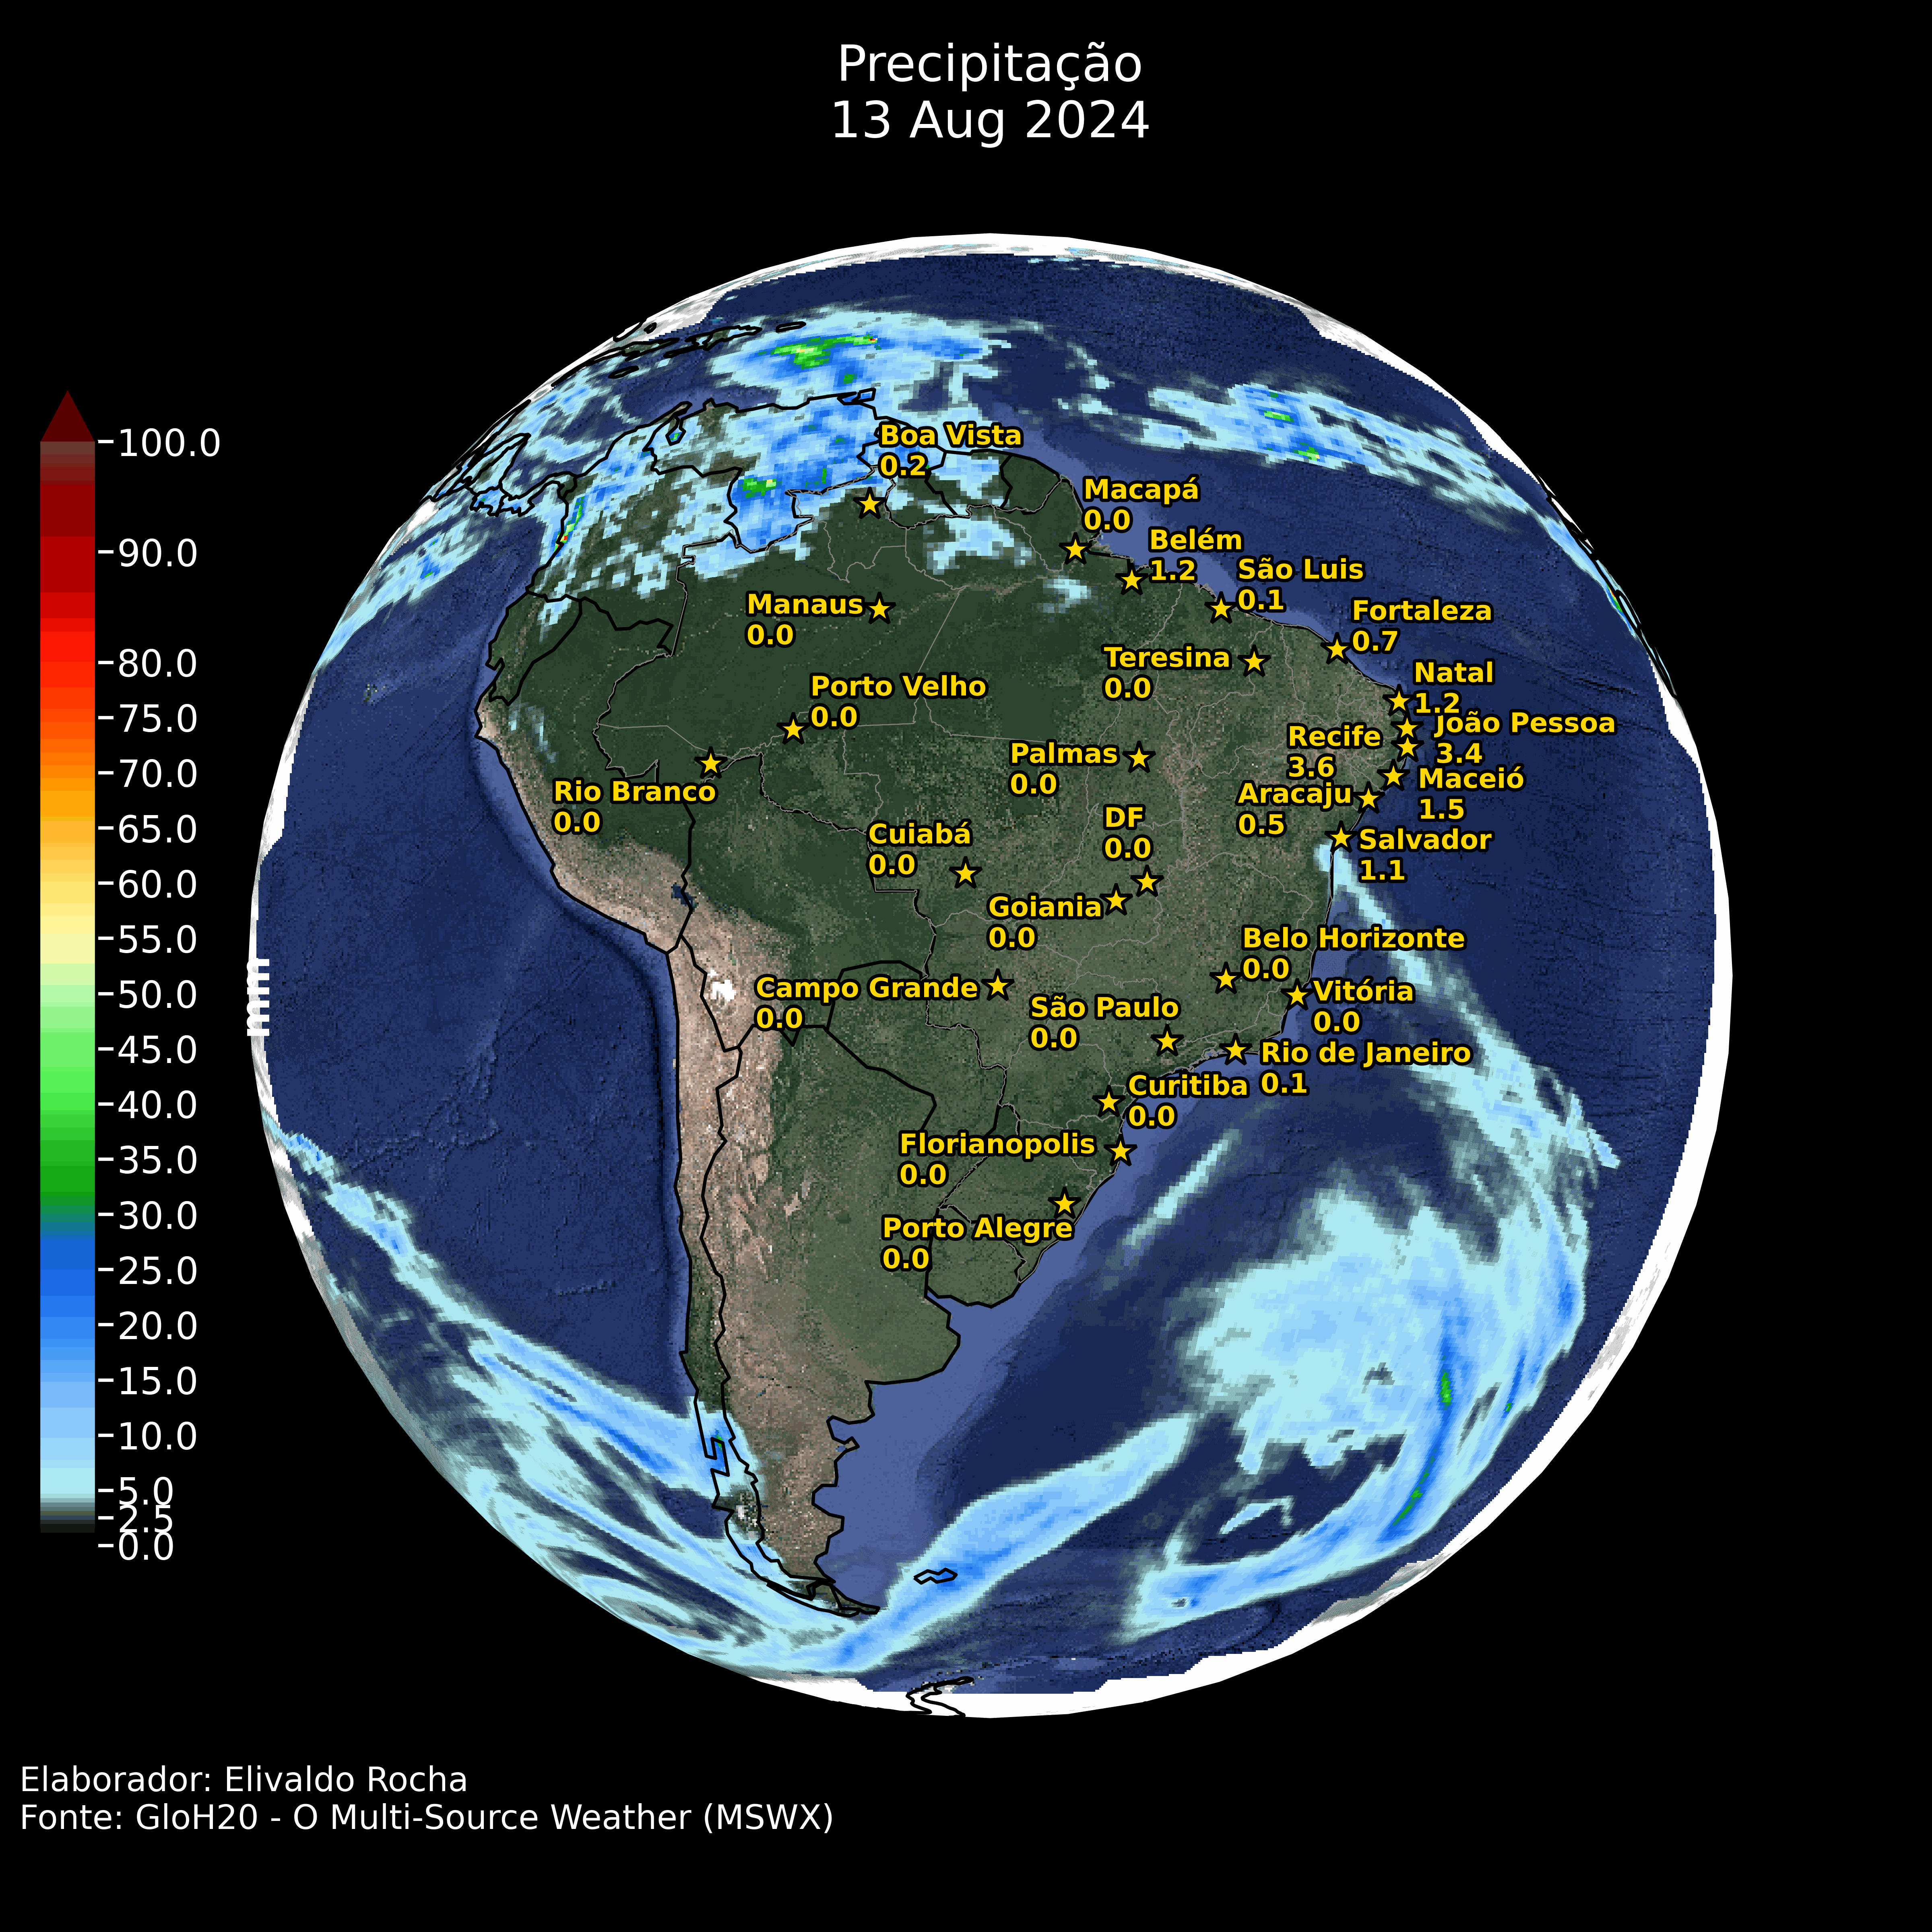 Precipitação
13 Aug 2024
100.0
90.0
80.0
75.0
70.0
65.0
60.0
55.0
50.0
45.0
40.0
35.0
30.0
25.0
20.0
15.0
10.0
5.0
2.5
0.0
mm
Boa Vista
0.2
Macapá
0.0
Belém
1.2
São Luis
0.1
Manaus
0.0
Fortaleza
0.7
Teresina
0.0
Natal
1.2
Porto Velho
0.0
João Pessoa
3.4
Recife
3.6
Palmas
0.0
Maceió
1.5
Rio Branco
0.0
Aracaju
0.5
DF
0.0
Cuiabá
0.0
Salvador
1.1
Goiania
0.0
Belo Horizonte
0.0
Campo Grande
0.0
Vitória
0.0
São Paulo
0.0
Rio de Janeiro
0.1
Curitiba
0.0
Florianopolis
0.0
Porto Alegre
0.0
Elaborador: Elivaldo Rocha
Fonte: GloH20 - O Multi-Source Weather (MSWX)